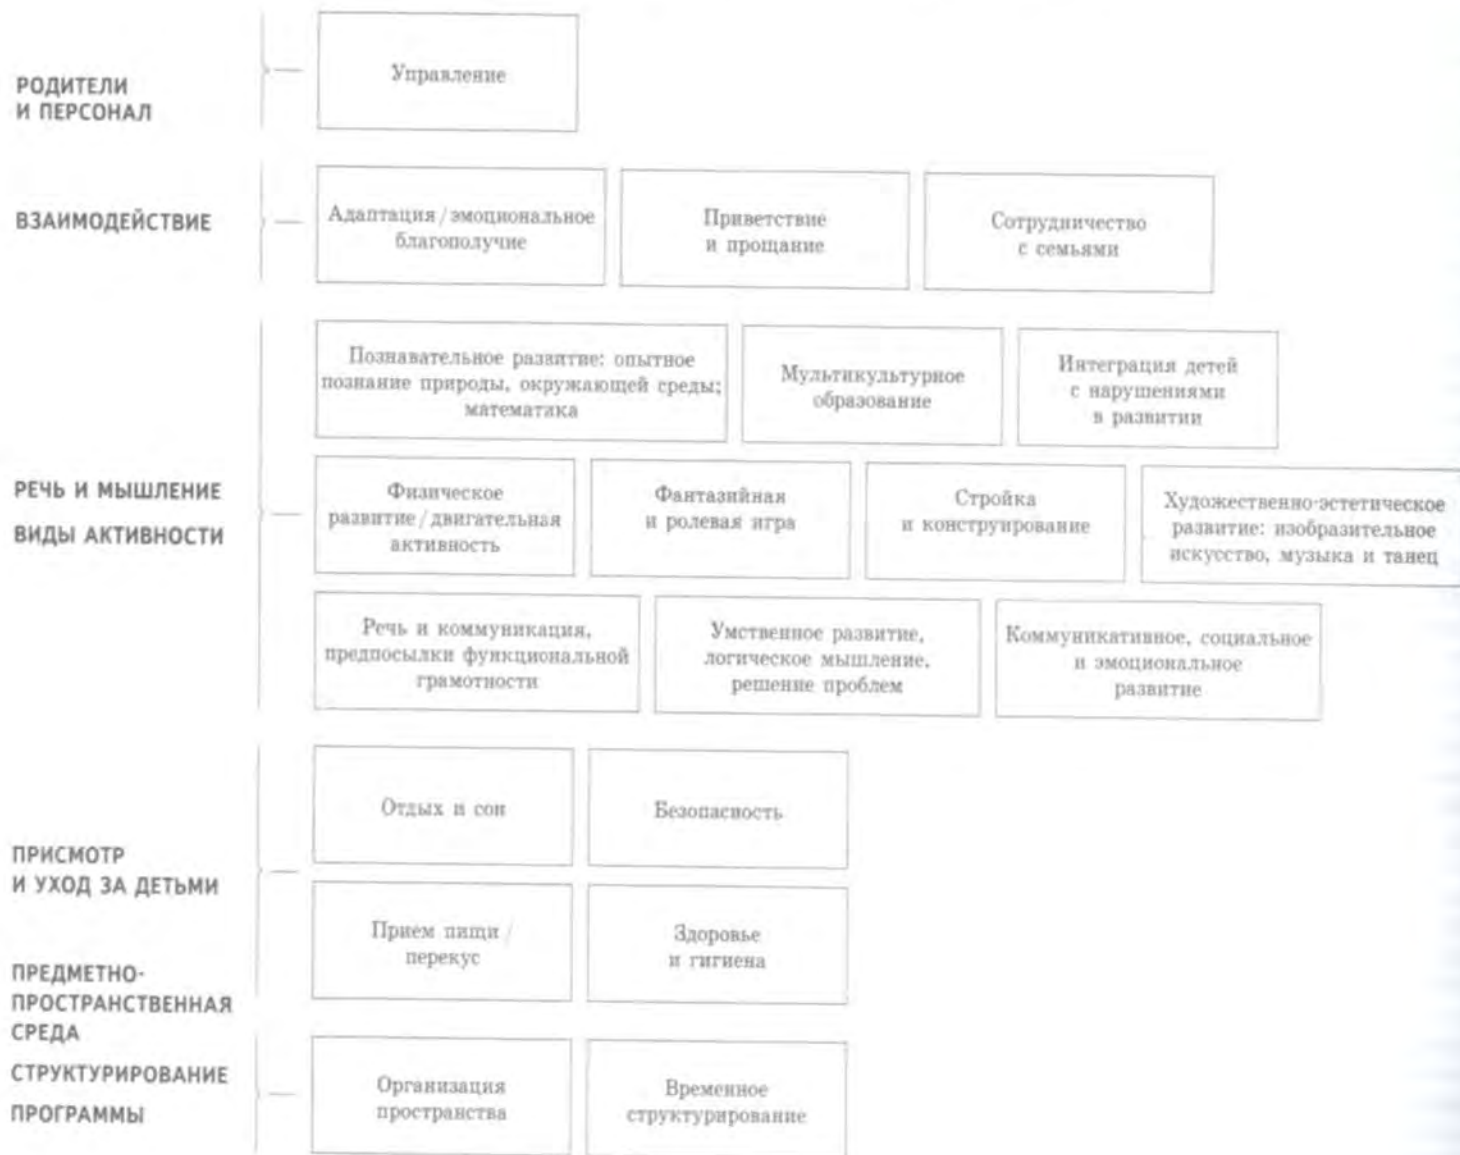 РОДИТЕЛИ
И ПЕРСОНАЛ
Управление
ВЗАИМОДЕЙСТВИЕ
Адаптация / эмоциональное
благополучие
Приветствие
и прощание
Сотрудничество
с семьями
РЕЧЬ И МЫШЛЕНИЕ
ВИДЫ АКТИВНОСТИ
Познавательное развитие: опытное
познание природы, окружающей среды;
математика
Мультикультурное
образование
Интеграция детей
с нарушениями
в развитии
Физическое
развитие / двигательная
активность
Фантазийная
и ролевая игра
Стройка
и конструирование
Художественно-эстетическое
развитие: изобразительное
искусство, музыка и танец
Речь и коммуникация,
предпосылки функциональной
грамотности
Умственное развитие,
логическое мышление,
решение проблем
Коммуникативное, социальное
и эмоциональное
развитие
ПРИСМОТР
И УХОД ЗА ДЕТЬМИ
Отдых и сон
Безопасность
Прием пищи /
перекус
Здоровье
и гигиена
ПРЕДМЕТНО-
ПРОСТРАНСТВЕННАЯ
СРЕДА
СТРУКТУРИРОВАНИЕ
ПРОГРАММЫ
Организация
пространства
Временное
структурирование